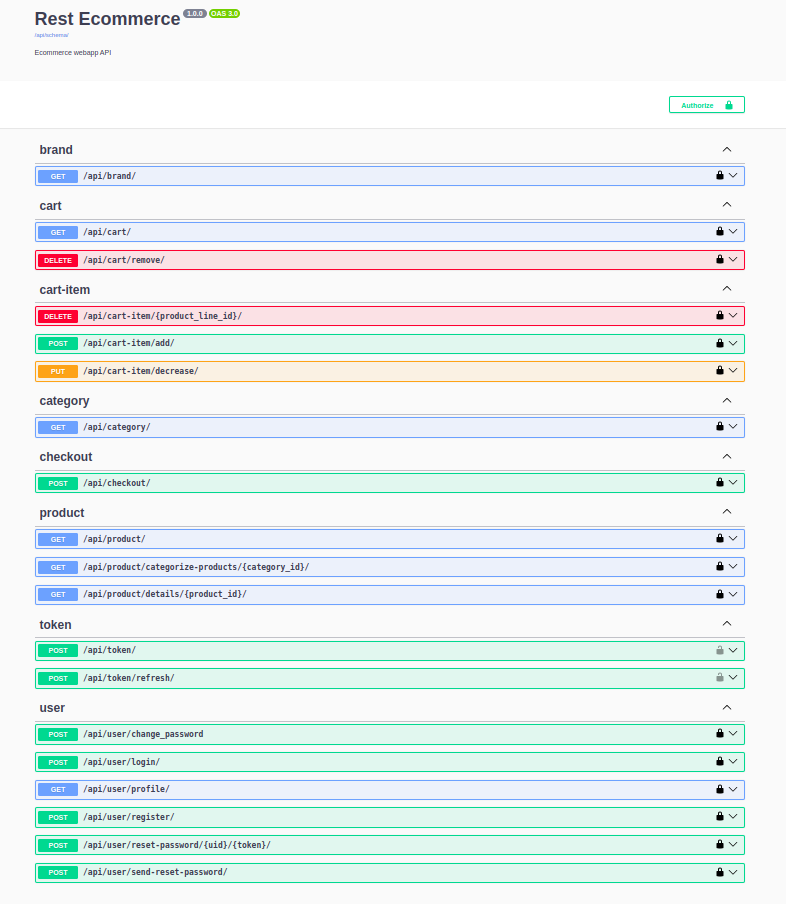 Rest Ecommerce 1.0.0 OAS 3.0
/api/schema/
Ecommerce webapp API
Authorize
brand
GET /api/brand/
cart
GET /api/cart/
DELETE /api/cart/remove/
cart-item
DELETE /api/cart-item/{product_line_id}/
POST /api/cart-item/add/
PUT /api/cart-item/decrease/
category
GET /api/category/
checkout
POST /api/checkout/
product
GET /api/product/
GET /api/product/categorize-products/{category_id}/
GET /api/product/details/{product_id}/
token
POST /api/token/
POST /api/token/refresh/
user
POST /api/user/change_password
POST /api/user/login/
GET /api/user/profile/
POST /api/user/register/
POST /api/user/reset-password/{uid}/{token}/
POST /api/user/send-reset-password/